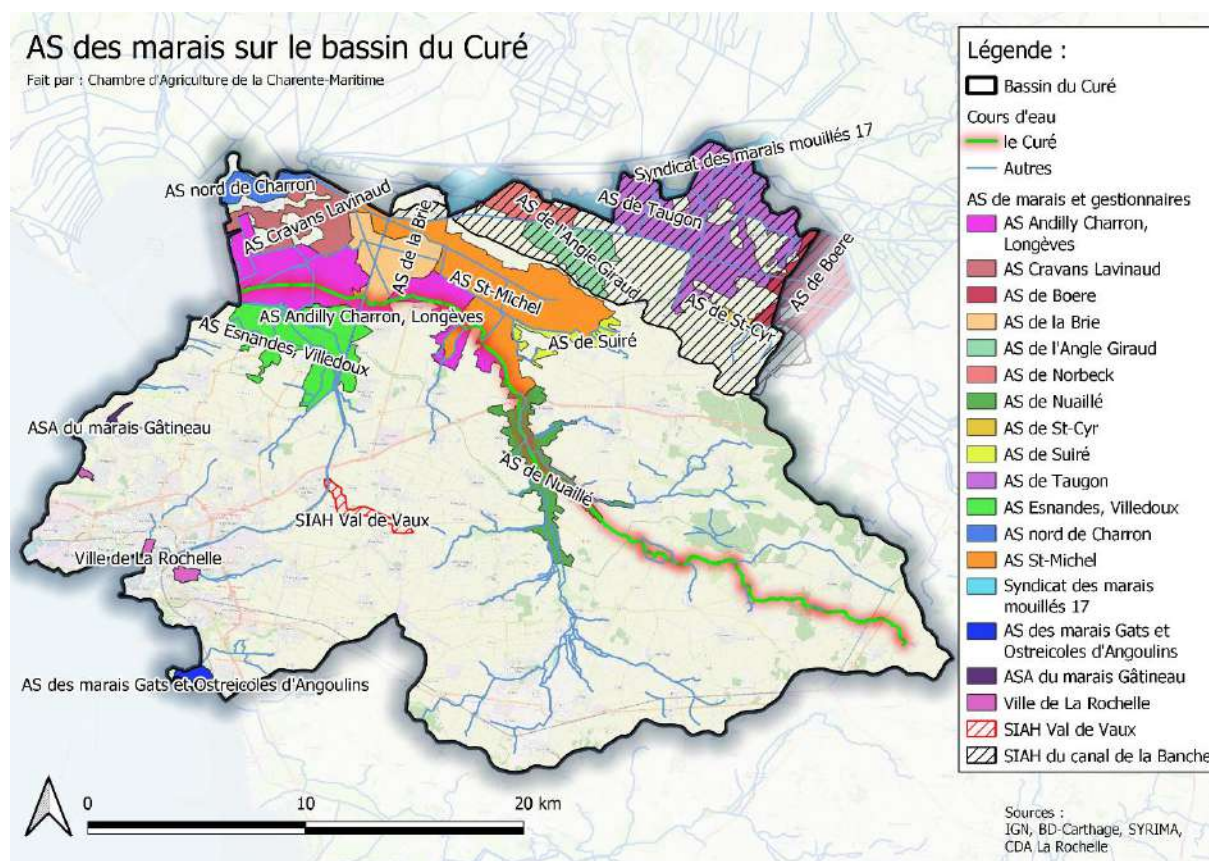 AS des marais sur le bassin du Curé
Fait par : Chambre d'Agriculture de la Charente-Maritime
AS nord de Charron
AS Cravans Lavinaud
AS de la Brie
AS de l'Angle Giraud
Syndicat des marais mouillés 17
AS de Taugon
AS de Boere
AS St-Michel
AS de St-Cyr
AS Andilly Charron, Longèves
AS de Suiré
AS Esnandes, Villedoux
ASA du marais Gâtineau
AS de Nuaillé
SIAH Val de Vaux
Ville de La Rochelle
AS des marais Gats et Ostreicoles d'Angoulins
0
10
20 km
Légende :
Bassin du Curé
Cours d'eau
le Curé
Autres
AS de marais et gestionnaires
AS Andilly Charron,
Longèves
AS Cravans Lavinaud
AS de Boere
AS de la Brie
AS de l'Angle Giraud
AS de Norbeck
AS de Nuaillé
AS de St-Cyr
AS de Suiré
AS de Taugon
AS Esnandes, Villedoux
AS nord de Charron
AS St-Michel
Syndicat des marais
mouillés 17
AS des marais Gats et
Ostreicoles d'Angoulins
ASA du marais Gâtineau
Ville de La Rochelle
SIAH Val de Vaux
SIAH du canal de la Banche
Sources :
IGN, BD-Carthage, SYRIMA,
CDA La Rochelle